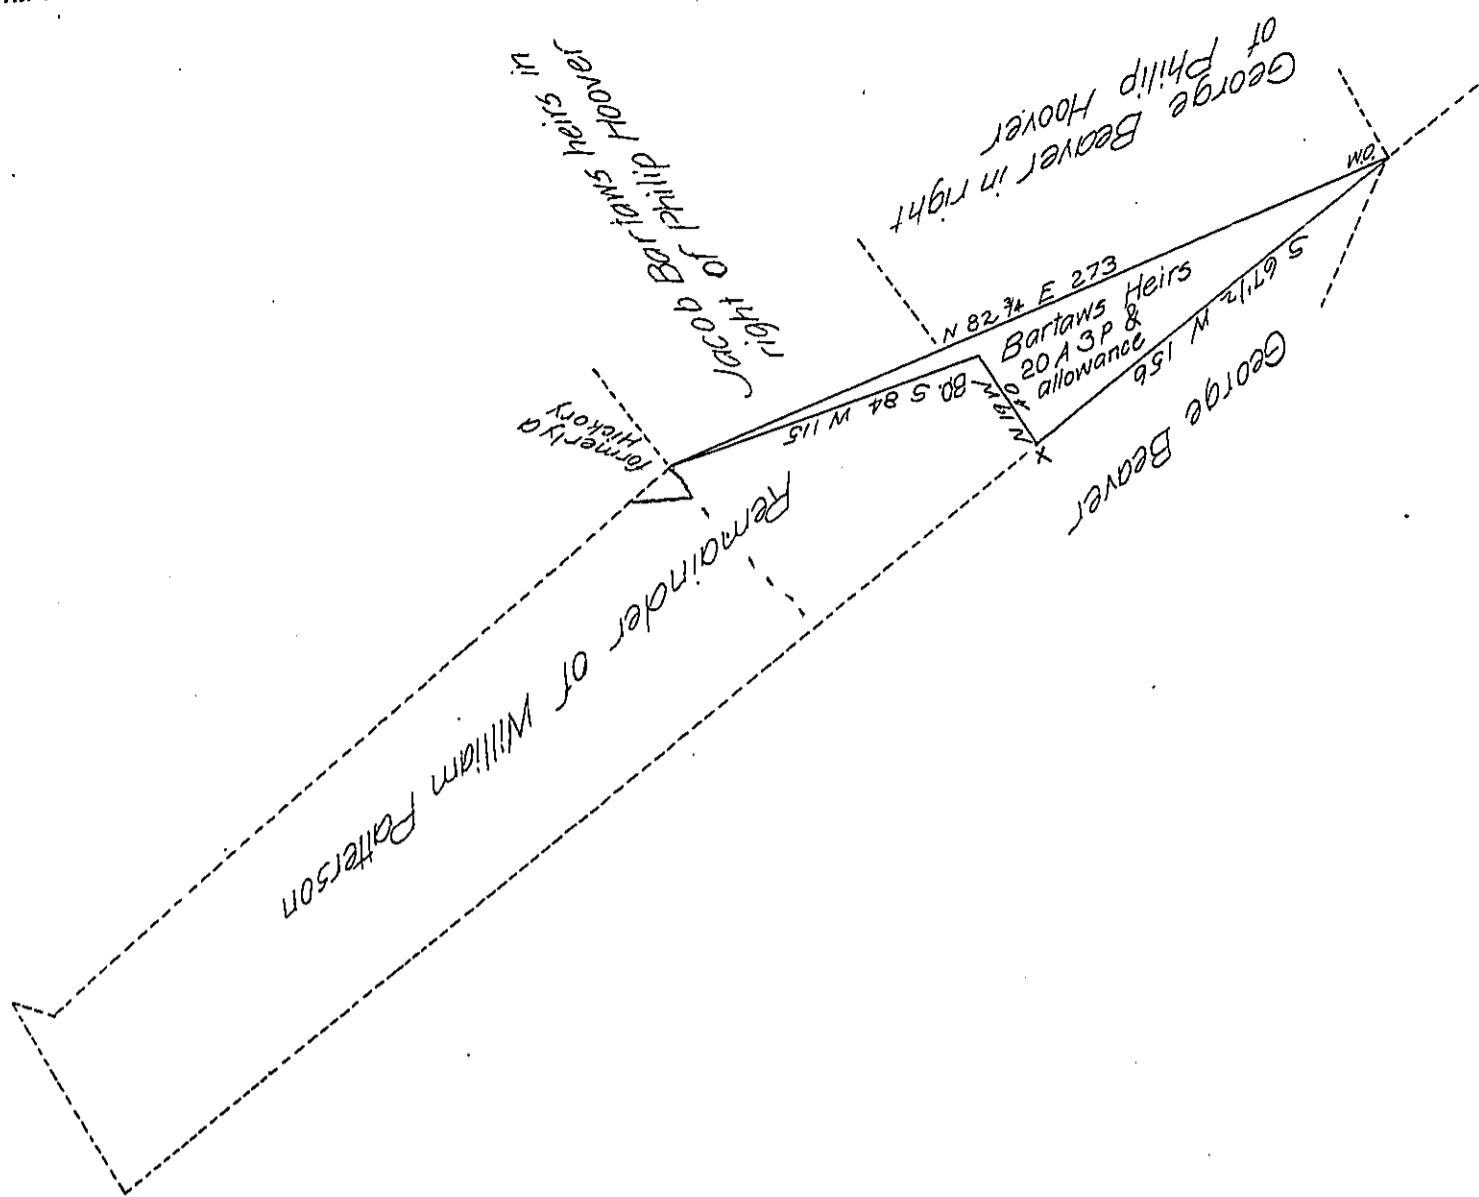 Jacob Bartaws heirs in
right of Philip Hoover
George Beaver in right
of Philip Hoover
W.O.
N 82 3/4 E 273
Bartaws Heirs
20 A 3 P &
allowance
S 67 1/2 W 156
N 19 W 40
BO. S 84 W 115
George Beaver
X
formerly a
Hickory
Remainder of William Patterson